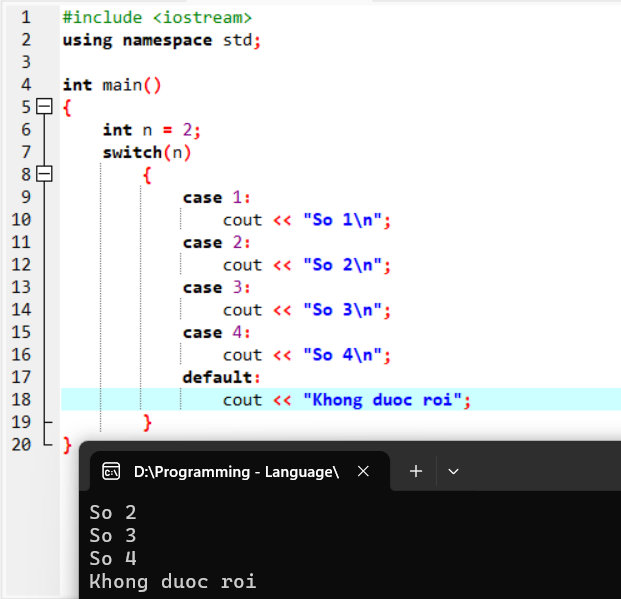 1 #include <iostream>
2 using namespace std;
3
4 int main()
5 {
6 int n = 2;
7 switch(n)
8 {
9 case 1:
10 cout << "So 1\n";
11 case 2:
12 cout << "So 2\n";
13 case 3:
14 cout << "So 3\n";
15 case 4:
16 cout << "So 4\n";
17 default:
18 cout << "Khong duoc roi";
19 }
20 }
D:\Programming - Language\
So 2
So 3
So 4
Khong duoc roi